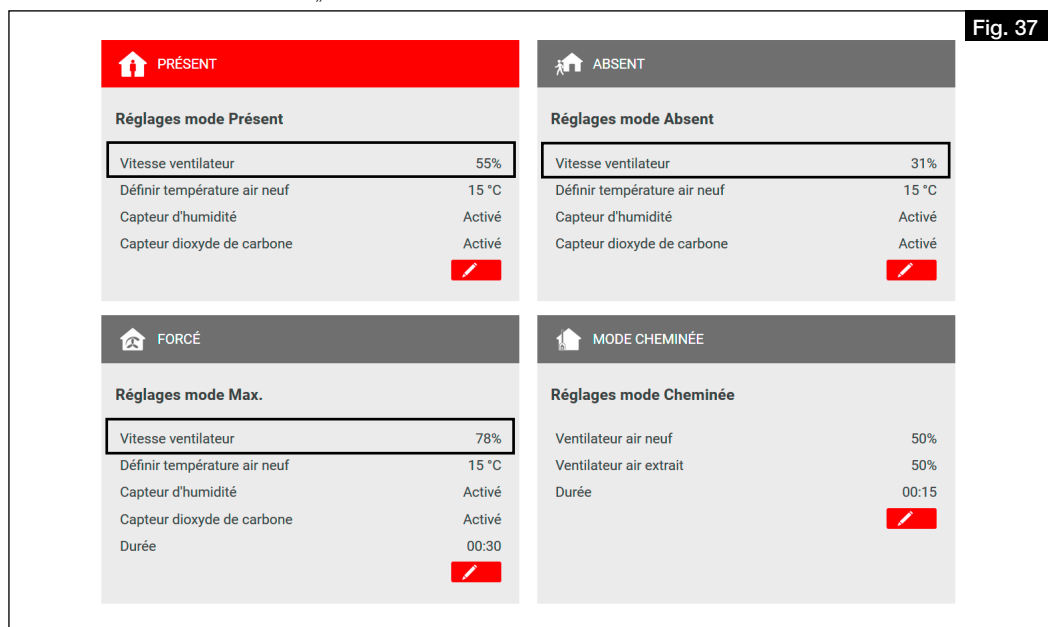 Fig. 37
PRÉSENT
Réglages mode Présent
Vitesse ventilateur 55%
Définir température air neuf 15 °C
Capteur d'humidité Activé
Capteur dioxyde de carbone Activé
ABSENT
Réglages mode Absent
Vitesse ventilateur 31%
Définir température air neuf 15 °C
Capteur d'humidité Activé
Capteur dioxyde de carbone Activé
FORCÉ
Réglages mode Max.
Vitesse ventilateur 78%
Définir température air neuf 15 °C
Capteur d'humidité Activé
Capteur dioxyde de carbone Activé
Durée 00:30
MODE CHEMINÉE
Réglages mode Cheminée
Ventilateur air neuf 50%
Ventilateur air extrait 50%
Durée 00:15